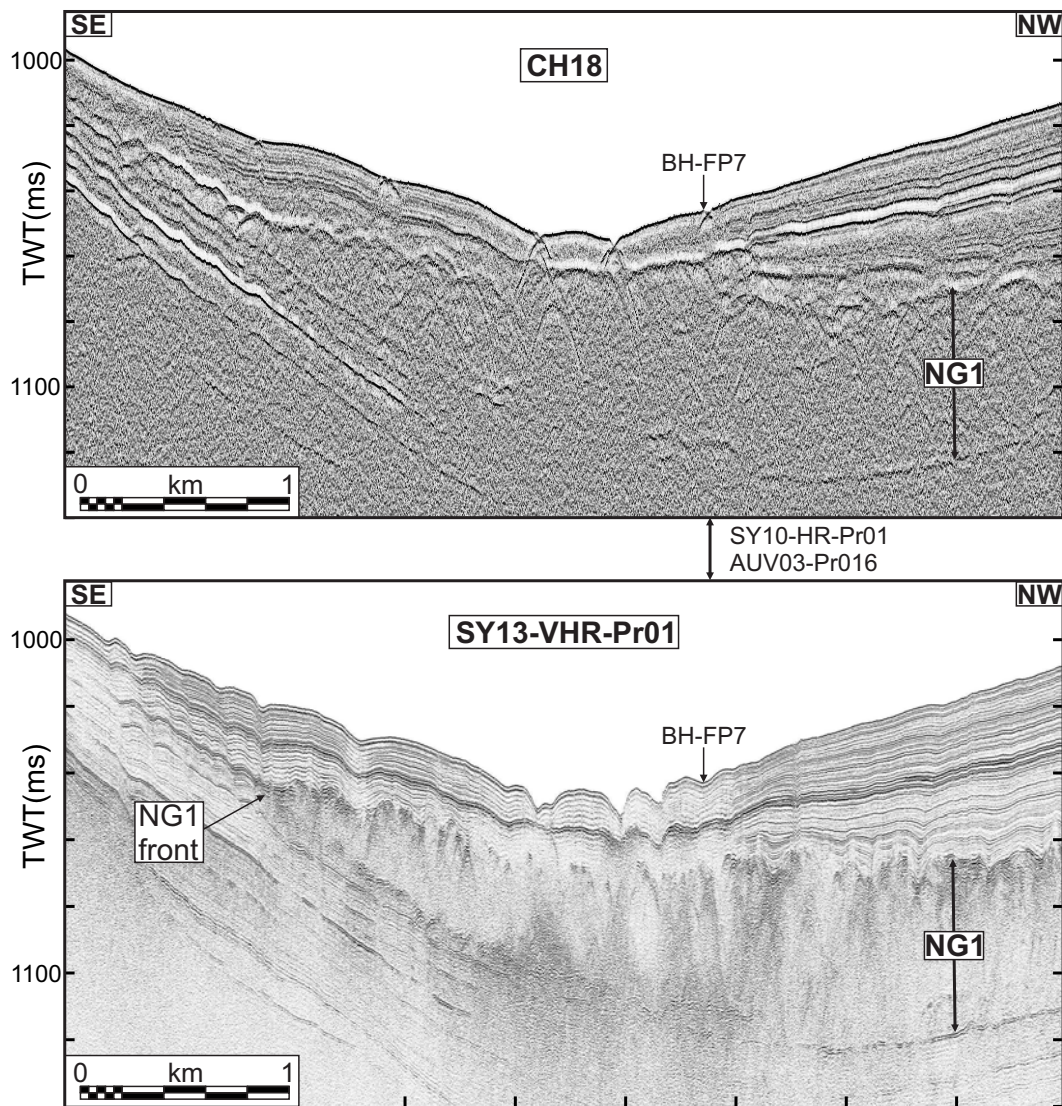 SE
NW
1000
CH18
BH-FP7
TWT(ms)
NG1
1100
0 km 1
SY10-HR-Pr01
AUV03-Pr016
SE
NW
1000
SY13-VHR-Pr01
BH-FP7
TWT(ms)
NG1
front
NG1
1100
0 km 1